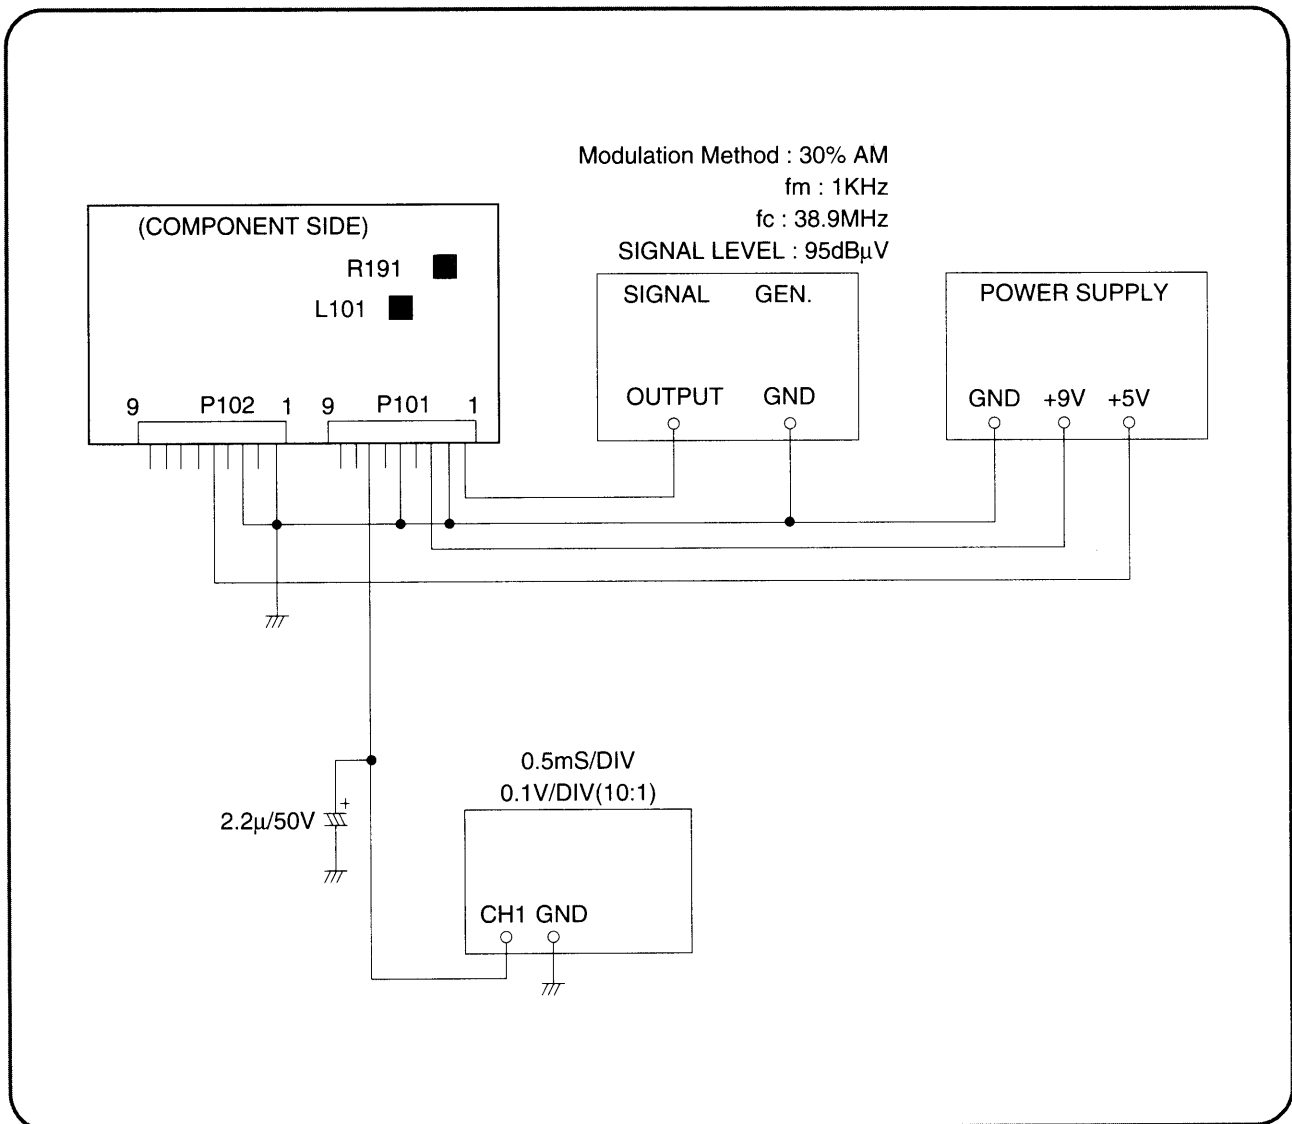 Modulation Method : 30% AM
fm : 1KHz
fc : 38.9MHz
SIGNAL LEVEL : 95dBμV
(COMPONENT SIDE)
R191
L101
9 P102 1 9 P101 1
SIGNAL GEN.
OUTPUT GND
POWER SUPPLY
GND +9V +5V
0.5mS/DIV
0.1V/DIV(10:1)
+
2.2μ/50V
CH1 GND